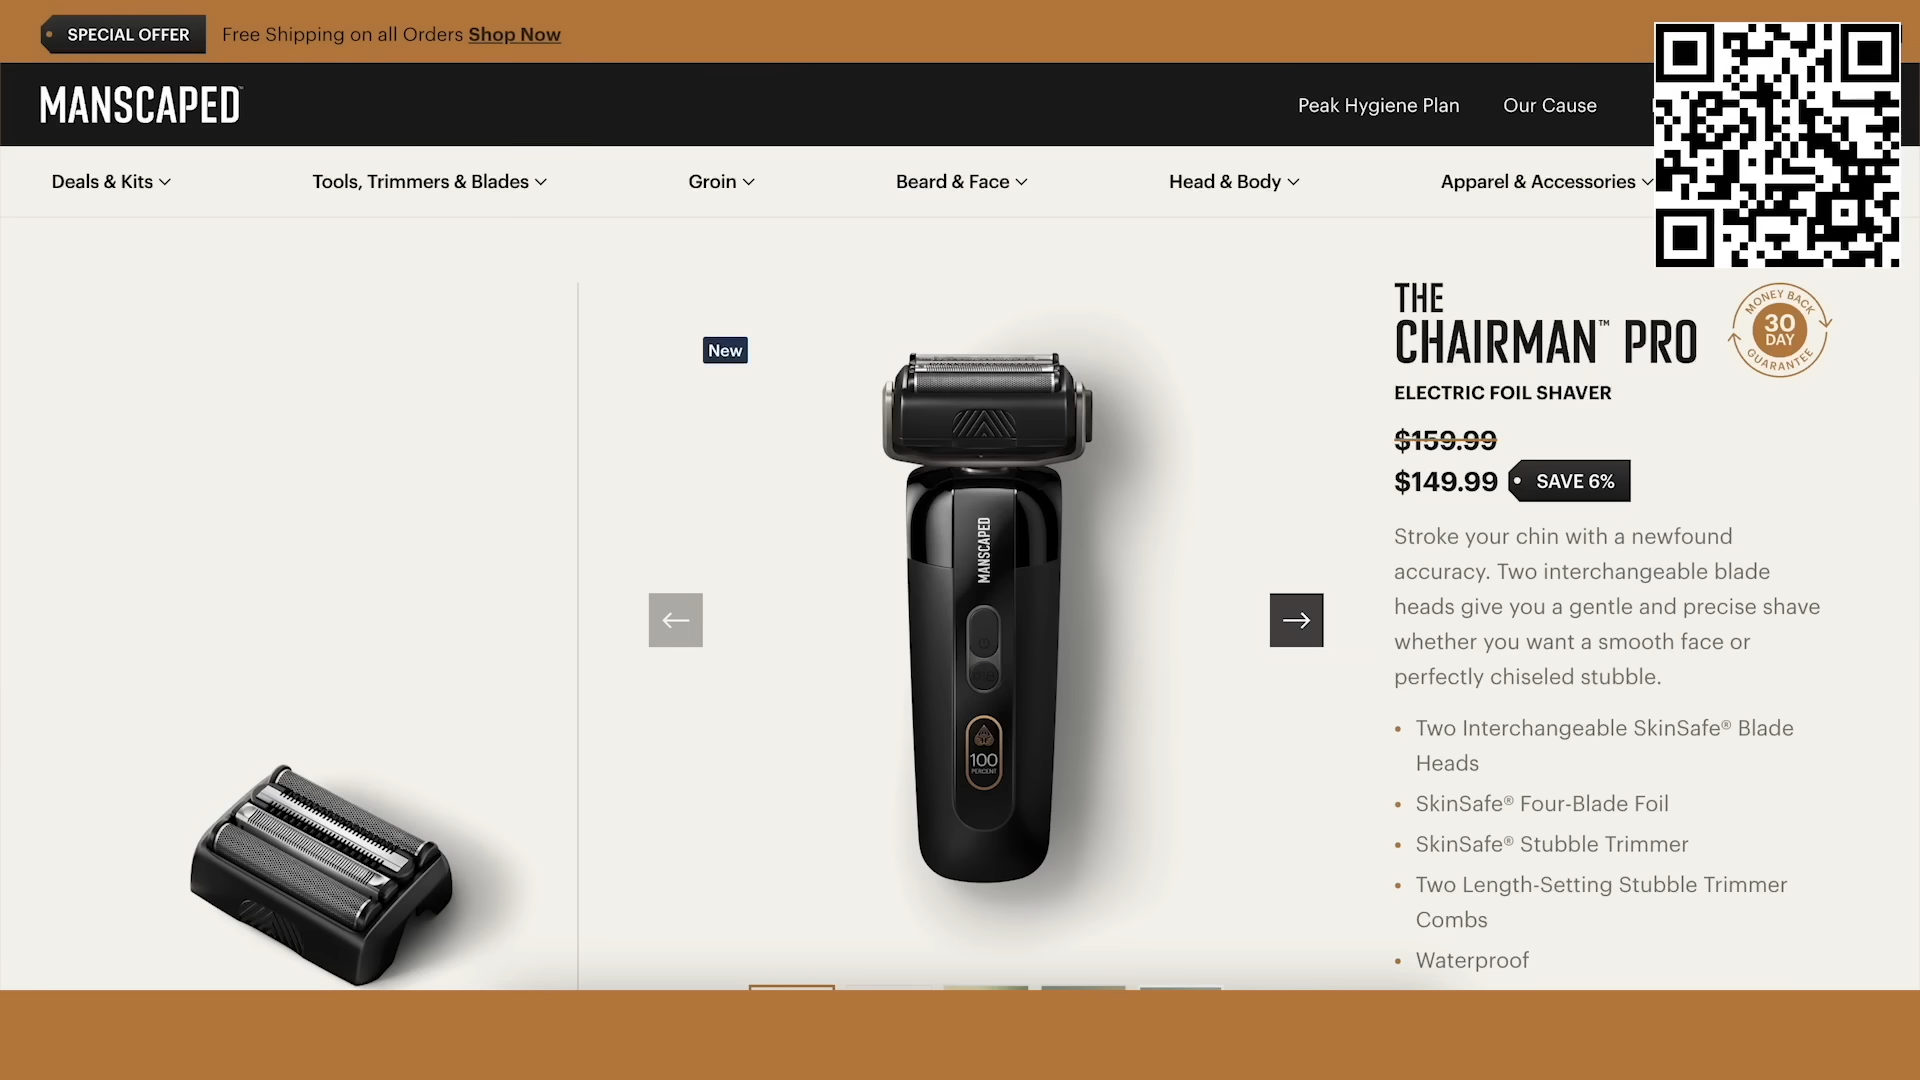 SPECIAL OFFER
Free Shipping on all Orders Shop Now
MANSCAPED
Peak Hygiene Plan
Our Cause
Deals & Kits
Tools, Trimmers & Blades
Groin
Beard & Face
Head & Body
Apparel & Accessories
New
MANSCAPED
100
PERCENT
THE
CHAIRMAN™ PRO
MONEY BACK
30
DAY
GUARANTEE
ELECTRIC FOIL SHAVER
$159.99
$149.99
SAVE 6%
Stroke your chin with a newfound
accuracy. Two interchangeable blade
heads give you a gentle and precise shave
whether you want a smooth face or
perfectly chiseled stubble.
• Two Interchangeable SkinSafe® Blade
Heads
• SkinSafe® Four-Blade Foil
• SkinSafe® Stubble Trimmer
• Two Length-Setting Stubble Trimmer
Combs
• Waterproof